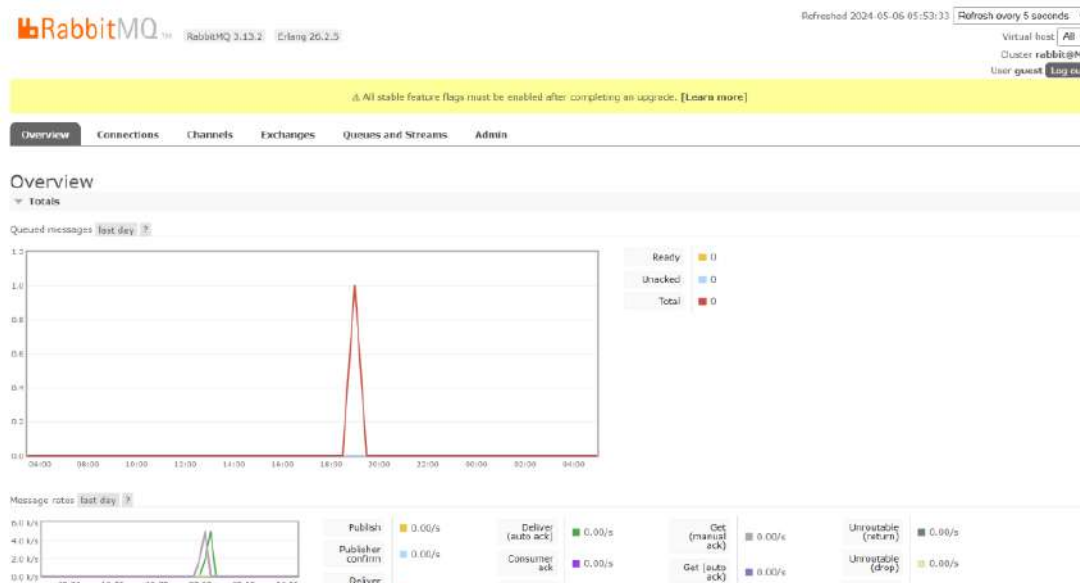 RabbitMQ TM RabbitMQ 3.13.2 Erlang 26.2.5
Refreshed 2024-05-06 05:53:33 Refresh every 5 seconds
Virtual host All
Cluster rabbit@
User guest Log ou
⚠ All stable feature flags must be enabled after completing an upgrade. [Learn more]
Overview Connections Channels Exchanges Queues and Streams Admin
Overview
Totals
Queued messages last day ?
1.0
0.8
0.6
0.4
0.2
0.0
04:00 08:00 10:00 12:00 14:00 16:00 18:00 20:00 22:00 00:00 02:00 04:00
Ready 0
Unacked 0
Total 0
Message rates last day ?
6.0 k/s
4.0 k/s
2.0 k/s
0.0 k/s
Publish 0.00/s
Publisher confirm 0.00/s
Deliver
Deliver (auto ack) 0.00/s
Consumer ack 0.00/s
Get (manual ack) 0.00/s
Get (auto ack) 0.00/s
Unroutable (return) 0.00/s
Unroutable (drop) 0.00/s